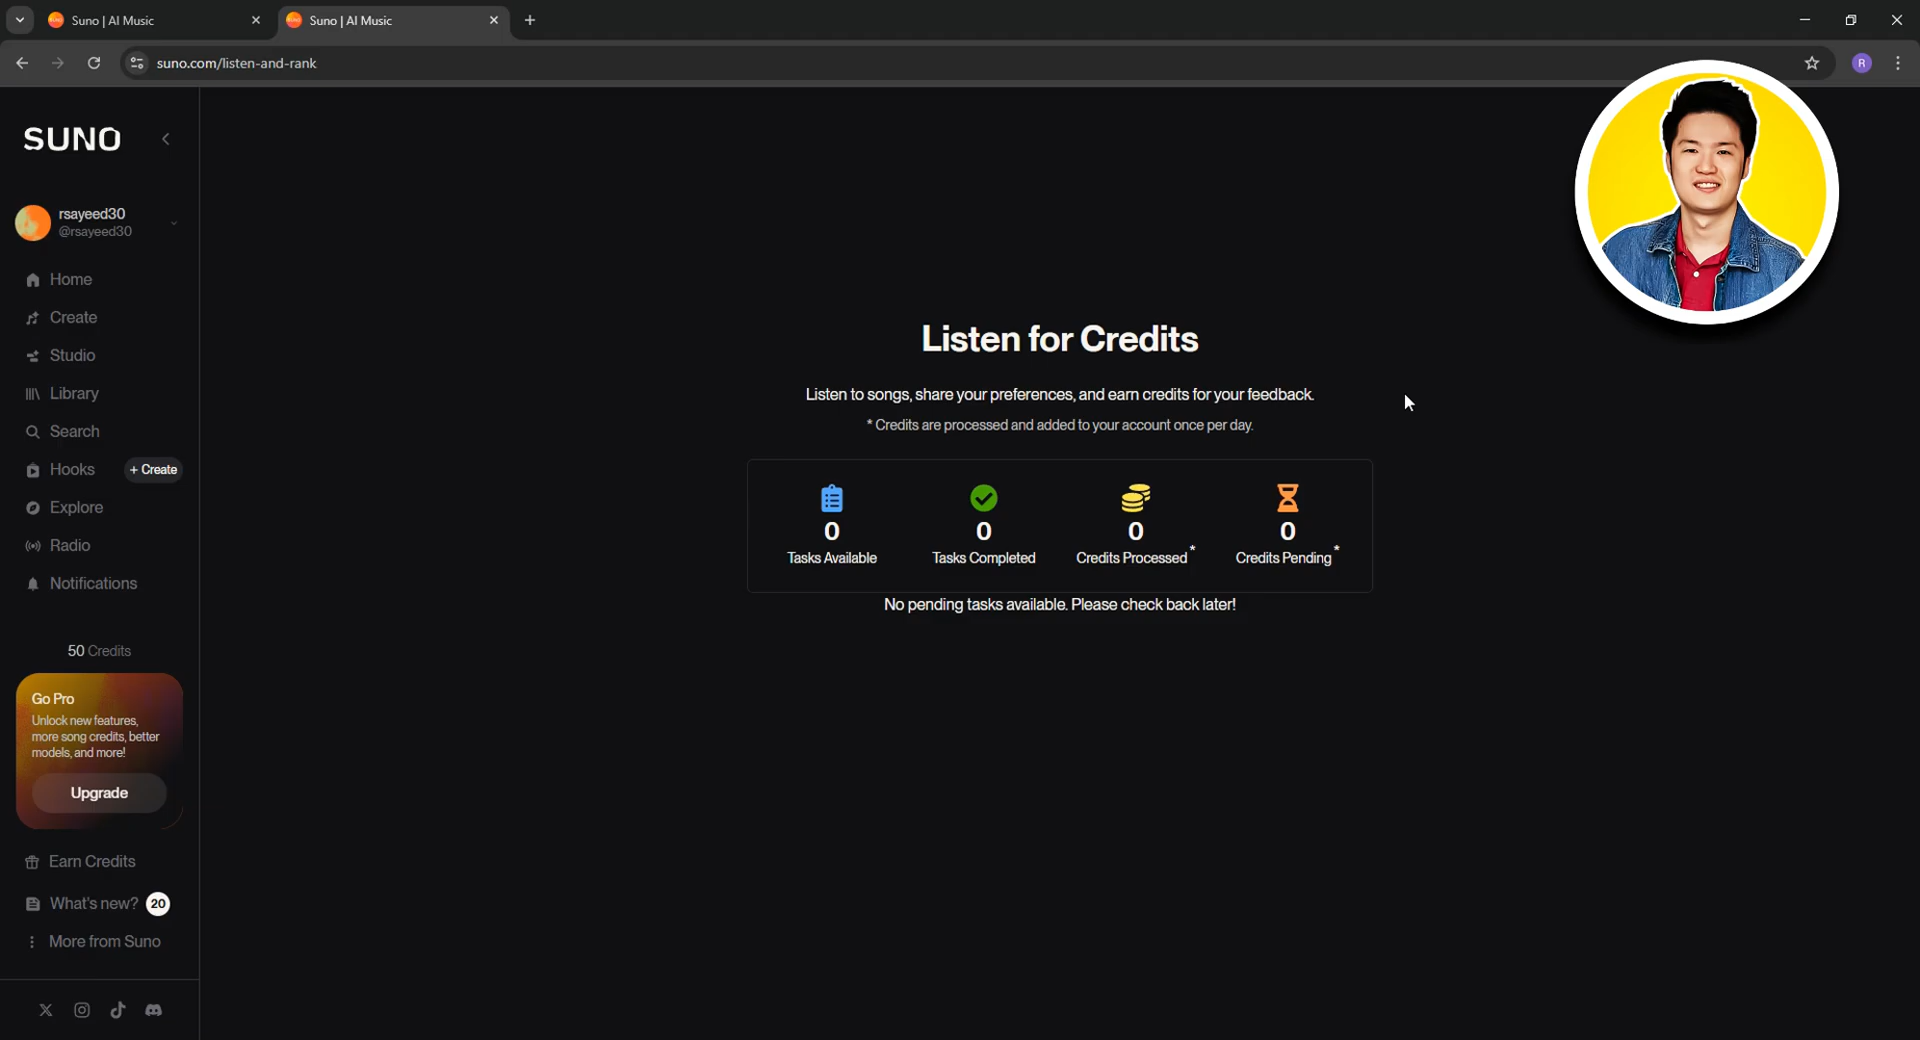 Suno | AI Music
Suno | AI Music
suno.com/listen-and-rank
R
SUNO
rsayeed30
@rsayeed30
Home
Create
Studio
Library
Search
Hooks
+ Create
Explore
Radio
Notifications
50 Credits
Go Pro
Unlock new features,
more song credits, better
models, and more!
Upgrade
Earn Credits
What's new? 20
More from Suno
Listen for Credits
Listen to songs, share your preferences, and earn credits for your feedback.
* Credits are processed and added to your account once per day.
0
Tasks Available
0
Tasks Completed
0
Credits Processed *
0
Credits Pending *
No pending tasks available. Please check back later!